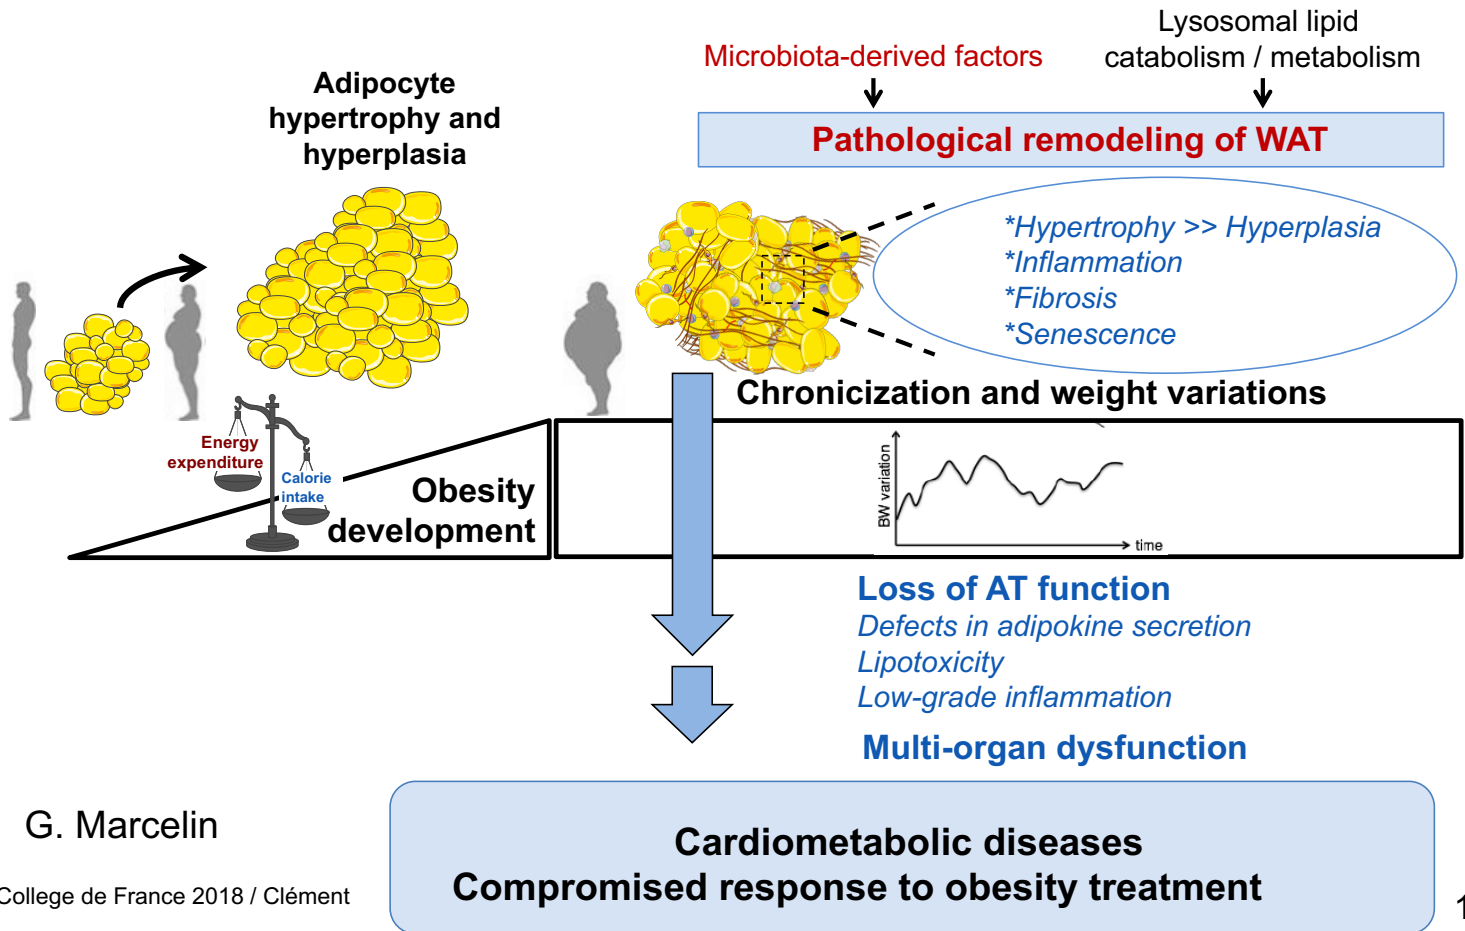 Microbiota-derived factors
Lysosomal lipid
catabolism / metabolism
Adipocyte
hypertrophy and
hyperplasia
Pathological remodeling of WAT
*Hypertrophy >> Hyperplasia
*Inflammation
*Fibrosis
*Senescence
Chronicization and weight variations
Energy
expenditure
Calorie
intake
Obesity
development
BW variation
time
Loss of AT function
Defects in adipokine secretion
Lipotoxicity
Low-grade inflammation
Multi-organ dysfunction
G. Marcelin
College de France 2018 / Clément
Cardiometabolic diseases
Compromised response to obesity treatment
1